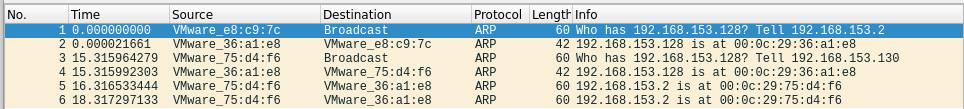 No. Time Source Destination Protocol Length Info
1 0.000000000 VMware_e8:c9:7c Broadcast ARP 60 Who has 192.168.153.128? Tell 192.168.153.2
2 0.000021661 VMware_36:a1:e8 VMware_e8:c9:7c ARP 42 192.168.153.128 is at 00:0c:29:36:a1:e8
3 15.315964279 VMware_75:d4:f6 Broadcast ARP 60 Who has 192.168.153.128? Tell 192.168.153.130
4 15.315992303 VMware_36:a1:e8 VMware_75:d4:f6 ARP 42 192.168.153.128 is at 00:0c:29:36:a1:e8
5 16.316533444 VMware_75:d4:f6 VMware_36:a1:e8 ARP 60 192.168.153.2 is at 00:0c:29:75:d4:f6
6 18.317297133 VMware_75:d4:f6 VMware_36:a1:e8 ARP 60 192.168.153.2 is at 00:0c:29:75:d4:f6